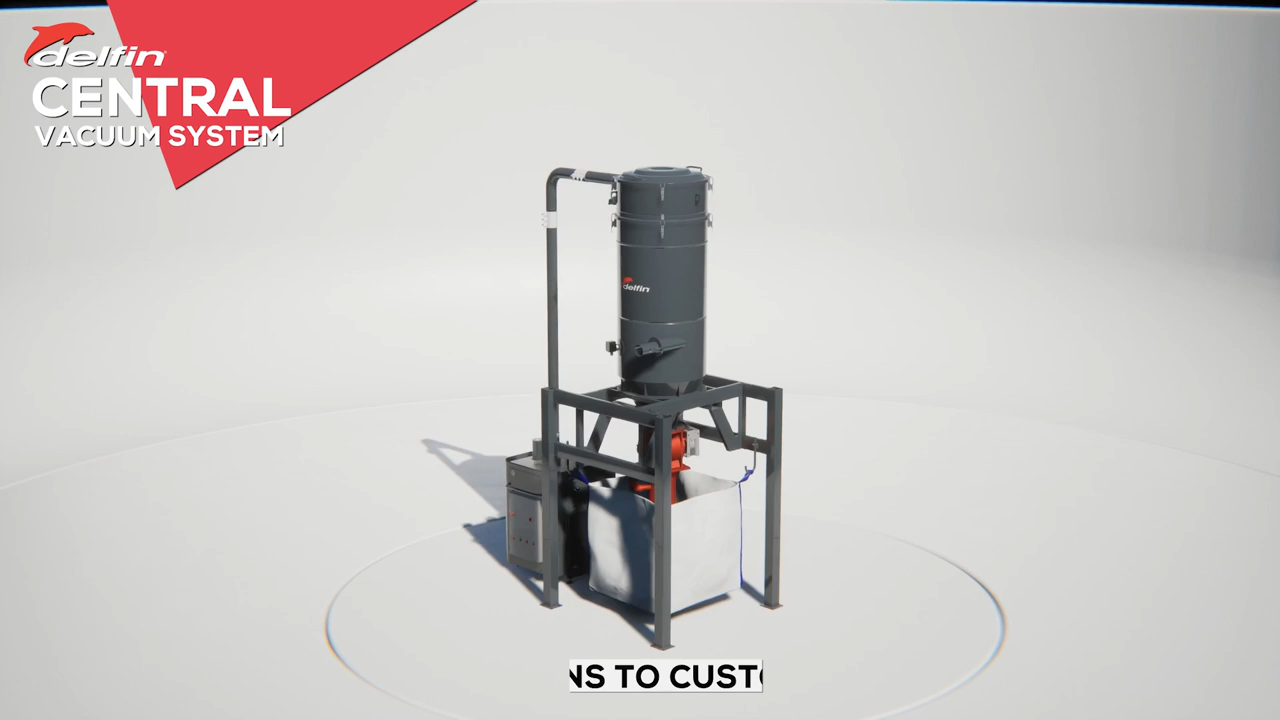 delfin
CENTRAL
VACUUM SYSTEM
delfin
NS TO CUST